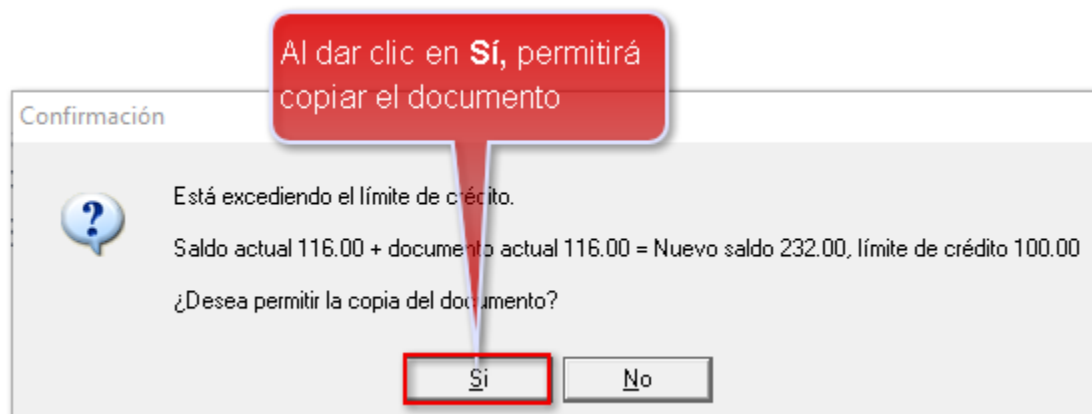 Al dar clic en Sí, permitirá
copiar el documento
Confirmación
Está excediendo el límite de crédito.
Saldo actual 116.00 + documento actual 116.00 = Nuevo saldo 232.00, límite de crédito 100.00
¿Desea permitir la copia del documento?
Sí No